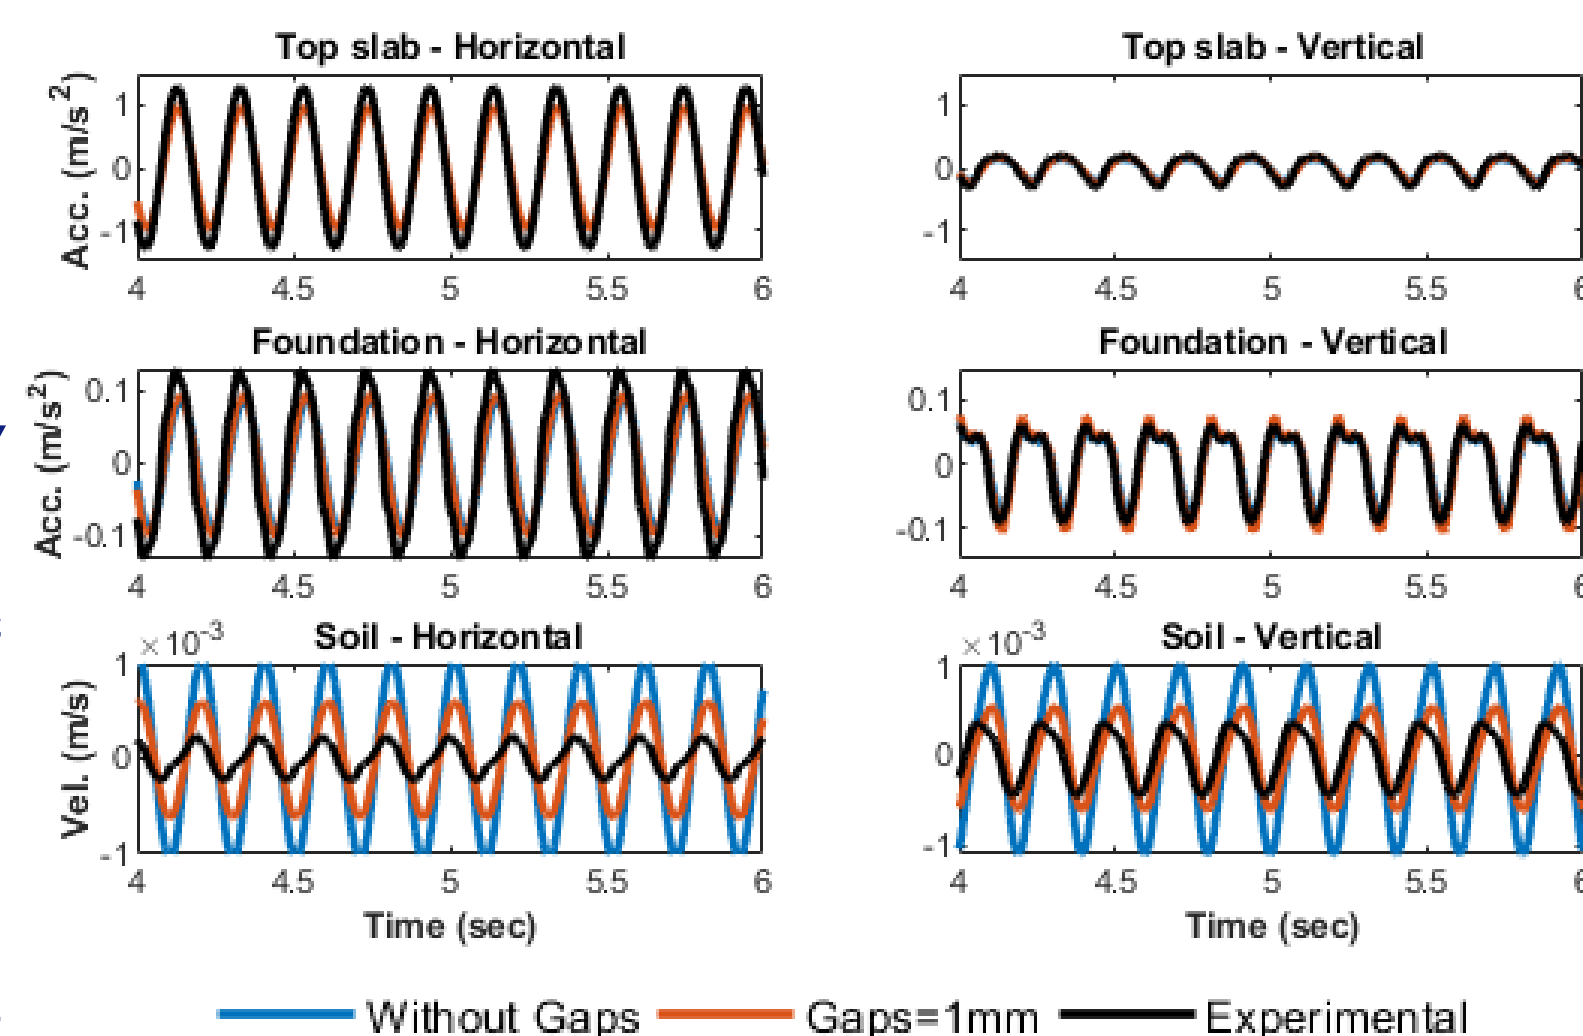 Top slab - Horizontal
Acc. (m/s²)
1
0
-1
4 4.5 5 5.5 6
Top slab - Vertical
1
0
-1
4 4.5 5 5.5 6
Foundation - Horizontal
Acc. (m/s²)
0.1
0
-0.1
4 4.5 5 5.5 6
Foundation - Vertical
0.1
0
-0.1
4 4.5 5 5.5 6
Soil - Horizontal
×10⁻³
Vel. (m/s)
1
0
-1
4 4.5 5 5.5 6
Time (sec)
Soil - Vertical
×10⁻³
1
0
-1
4 4.5 5 5.5 6
Time (sec)
Without Gaps Gaps=1mm Experimental